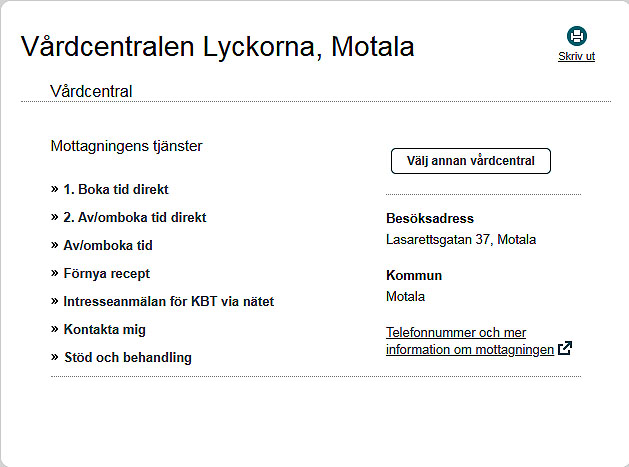 Vårdcentralen Lyckorna, Motala
Skriv ut
Vårdcentral
Mottagningens tjänster
» 1. Boka tid direkt
» 2. Av/omboka tid direkt
» Av/omboka tid
» Förnya recept
» Intresseanmälan för KBT via nätet
» Kontakta mig
» Stöd och behandling
Välj annan vårdcentral
Besöksadress
Lasarettsgatan 37, Motala
Kommun
Motala
Telefonnummer och mer
information om mottagningen